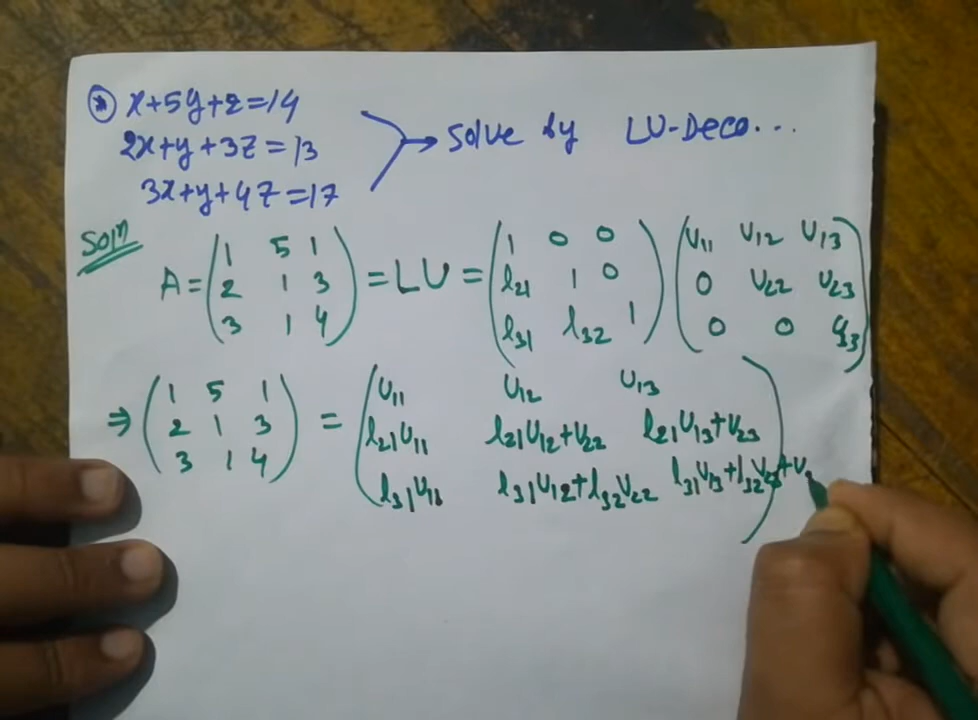 * x+5y+z=14
2x+y+3z=13 → Solve by LU-Deco...
3x+y+4z=17
Solⁿ
A = (1 5 1 = LU = (1 0 0) (U11 U12 U13
2 1 3 l21 1 0 0 U22 U23
3 1 4) l31 l32 1 0 0 U33)
⇒ (1 5 1 = (U11 U12 U13
2 1 3 l21U11 l21U12+U22 l21U13+U23
3 1 4) l31U11 l31U12+l32U22 l31U13+l32U23+U3